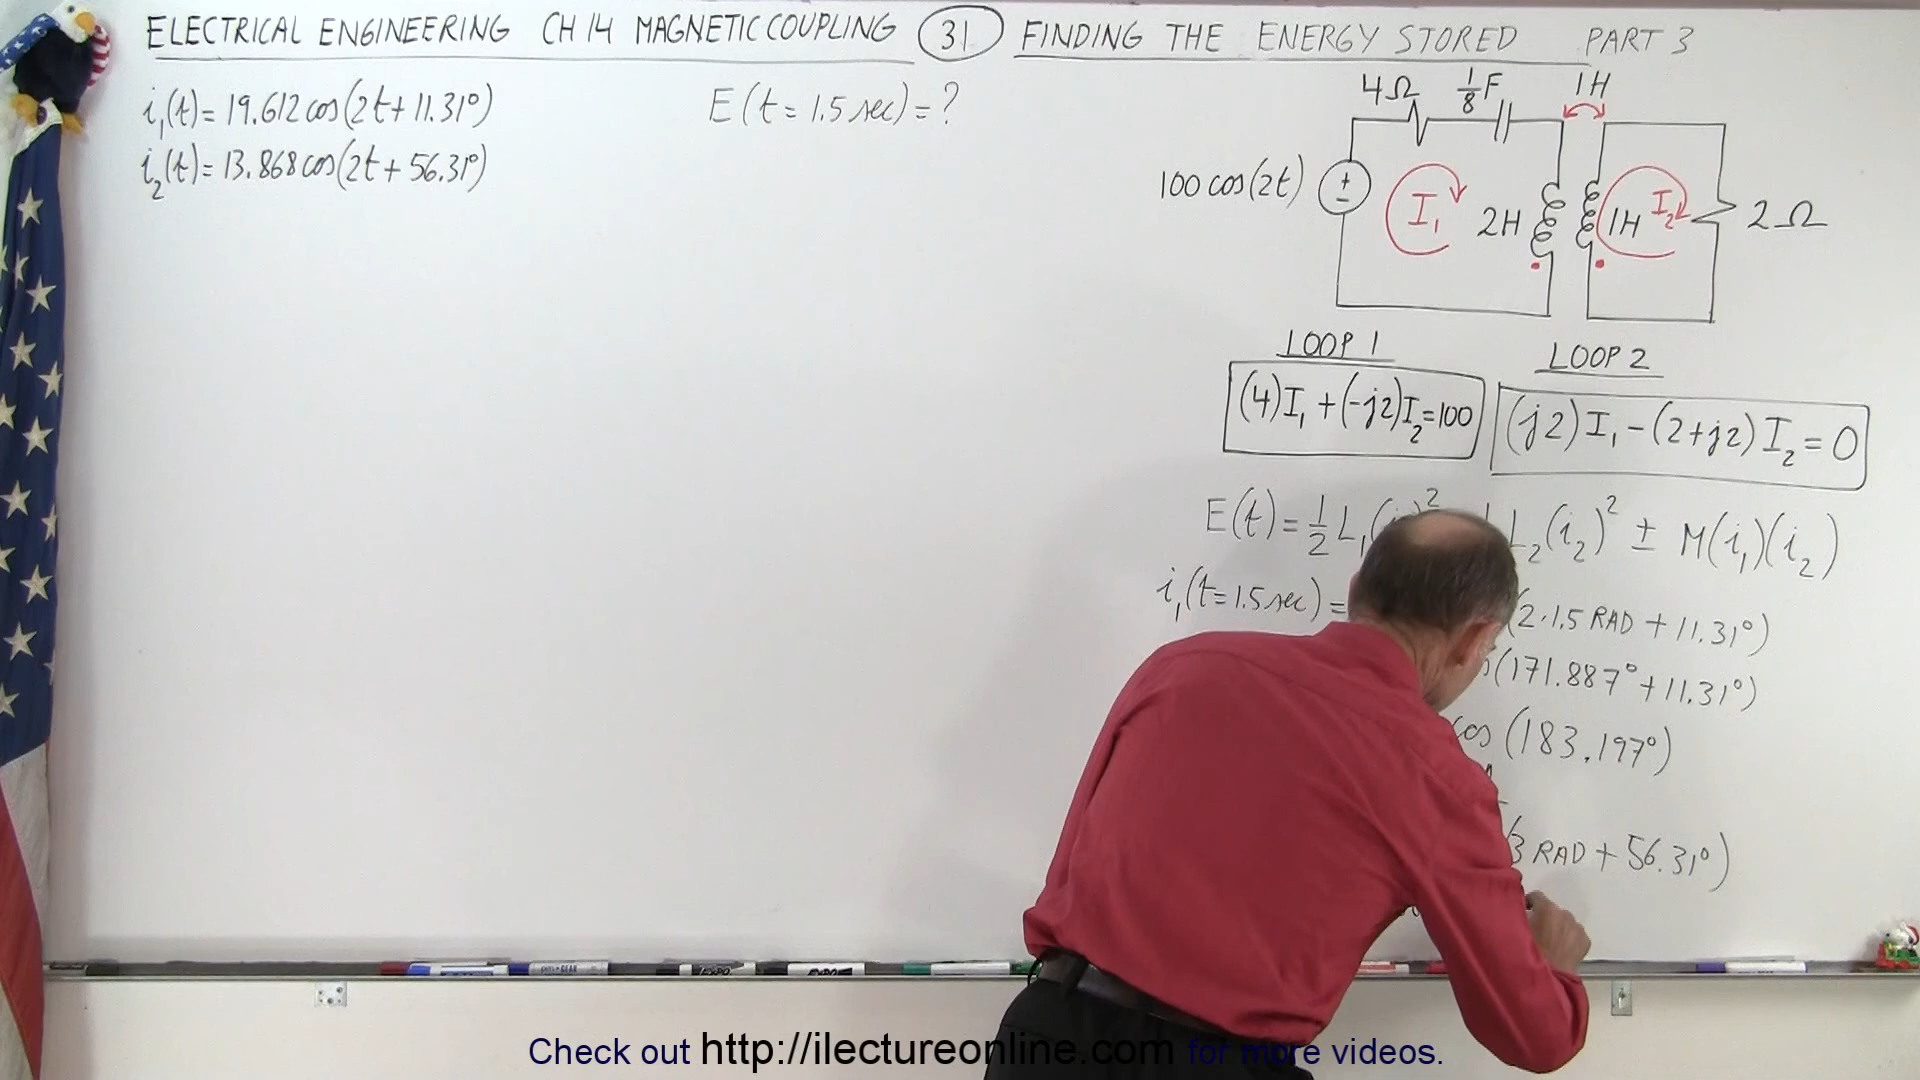 ELECTRICAL ENGINEERING CH 14 MAGNETIC COUPLING 31 FINDING THE ENERGY STORED PART 3
i₁(t) = 19.612 cos(2t + 11.31°)
i₂(t) = 13.868 cos(2t + 56.31°)
E(t = 1.5 sec) = ?
4Ω 1/8 F 1H
100 cos(2t) + - I₁ 2H 1H I₂ 2Ω
LOOP 1
(4)I₁ + (-j2)I₂ = 100
LOOP 2
(j2)I₁ - (2+j2)I₂ = 0
E(t) = 1/2 L₁( )² L₂(i₂)² ± M(i₁)(i₂)
i₁(t = 1.5 sec) = (2·1.5 RAD + 11.31°)
(171.887° + 11.31°)
cos (183.197°)
(3 RAD + 56.31°)
Check out http://ilectureonline.com for more videos.